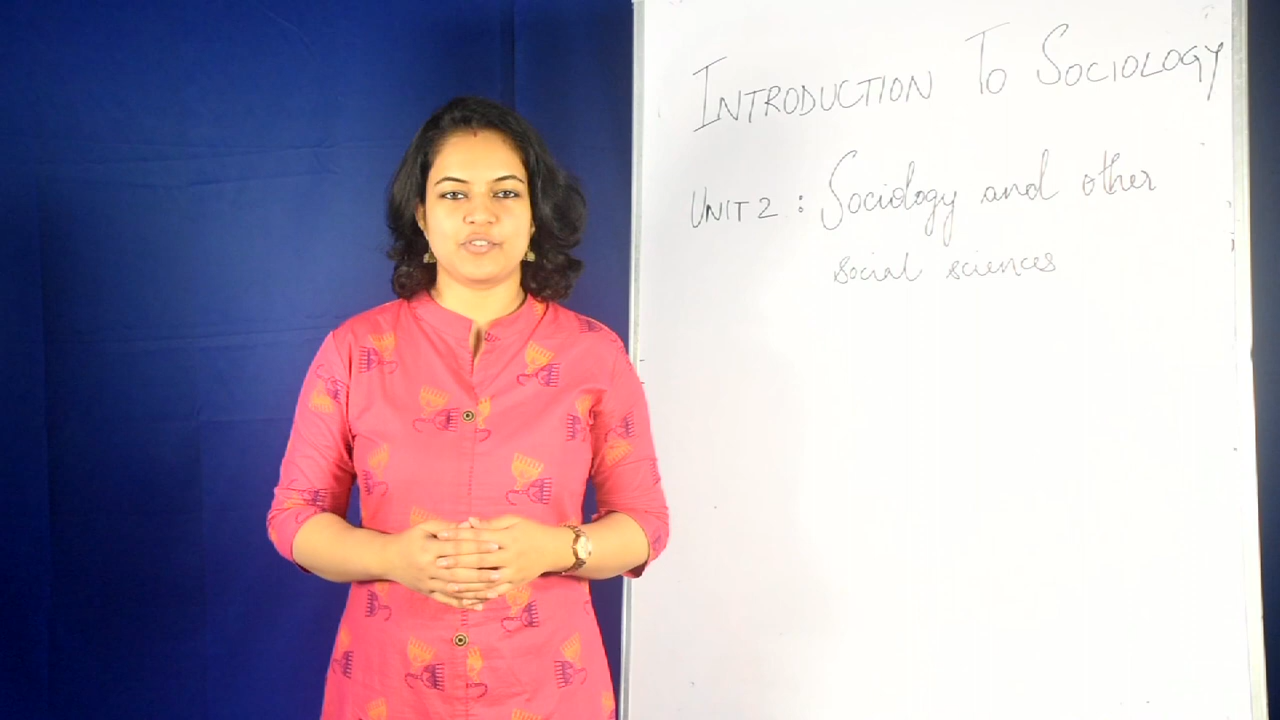 INTRODUCTION TO SOCIOLOGY
UNIT 2 : Sociology and other
social sciences